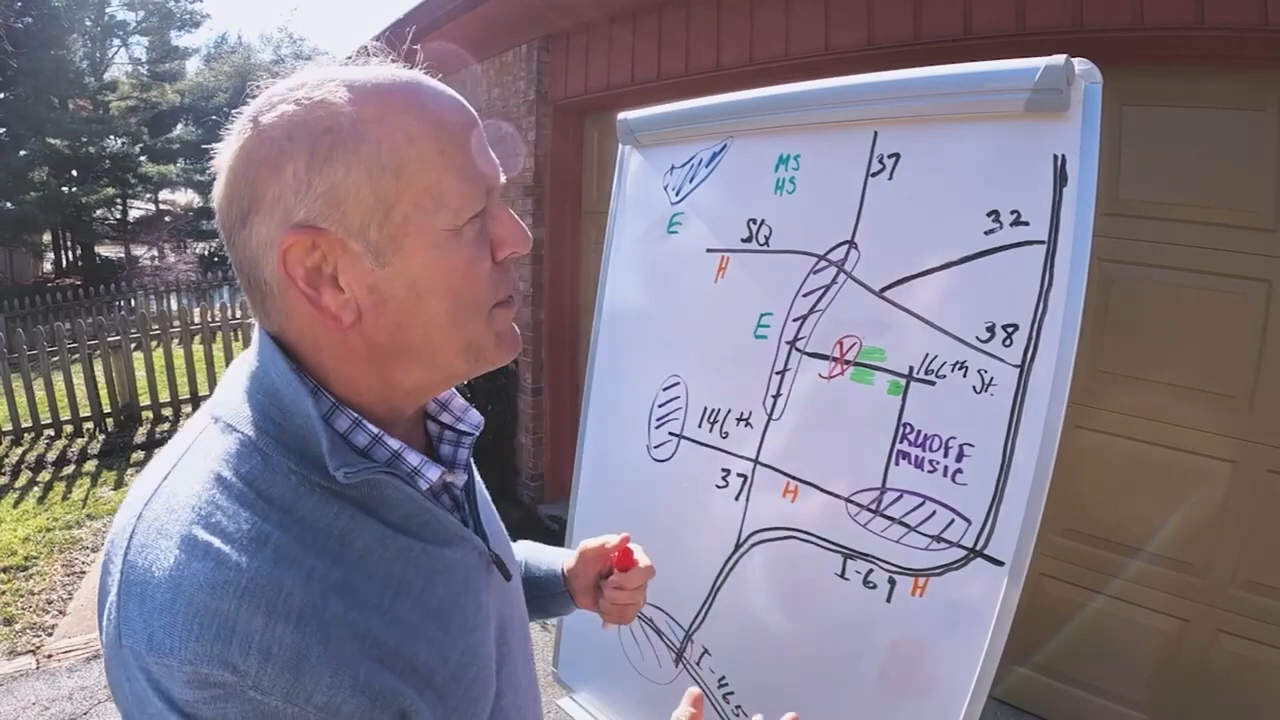 MS
HS
37
E
SQ
32
H
E
38
X
166th St.
146th
RUOFF
MUSIC
37
H
I-69
H
I-465